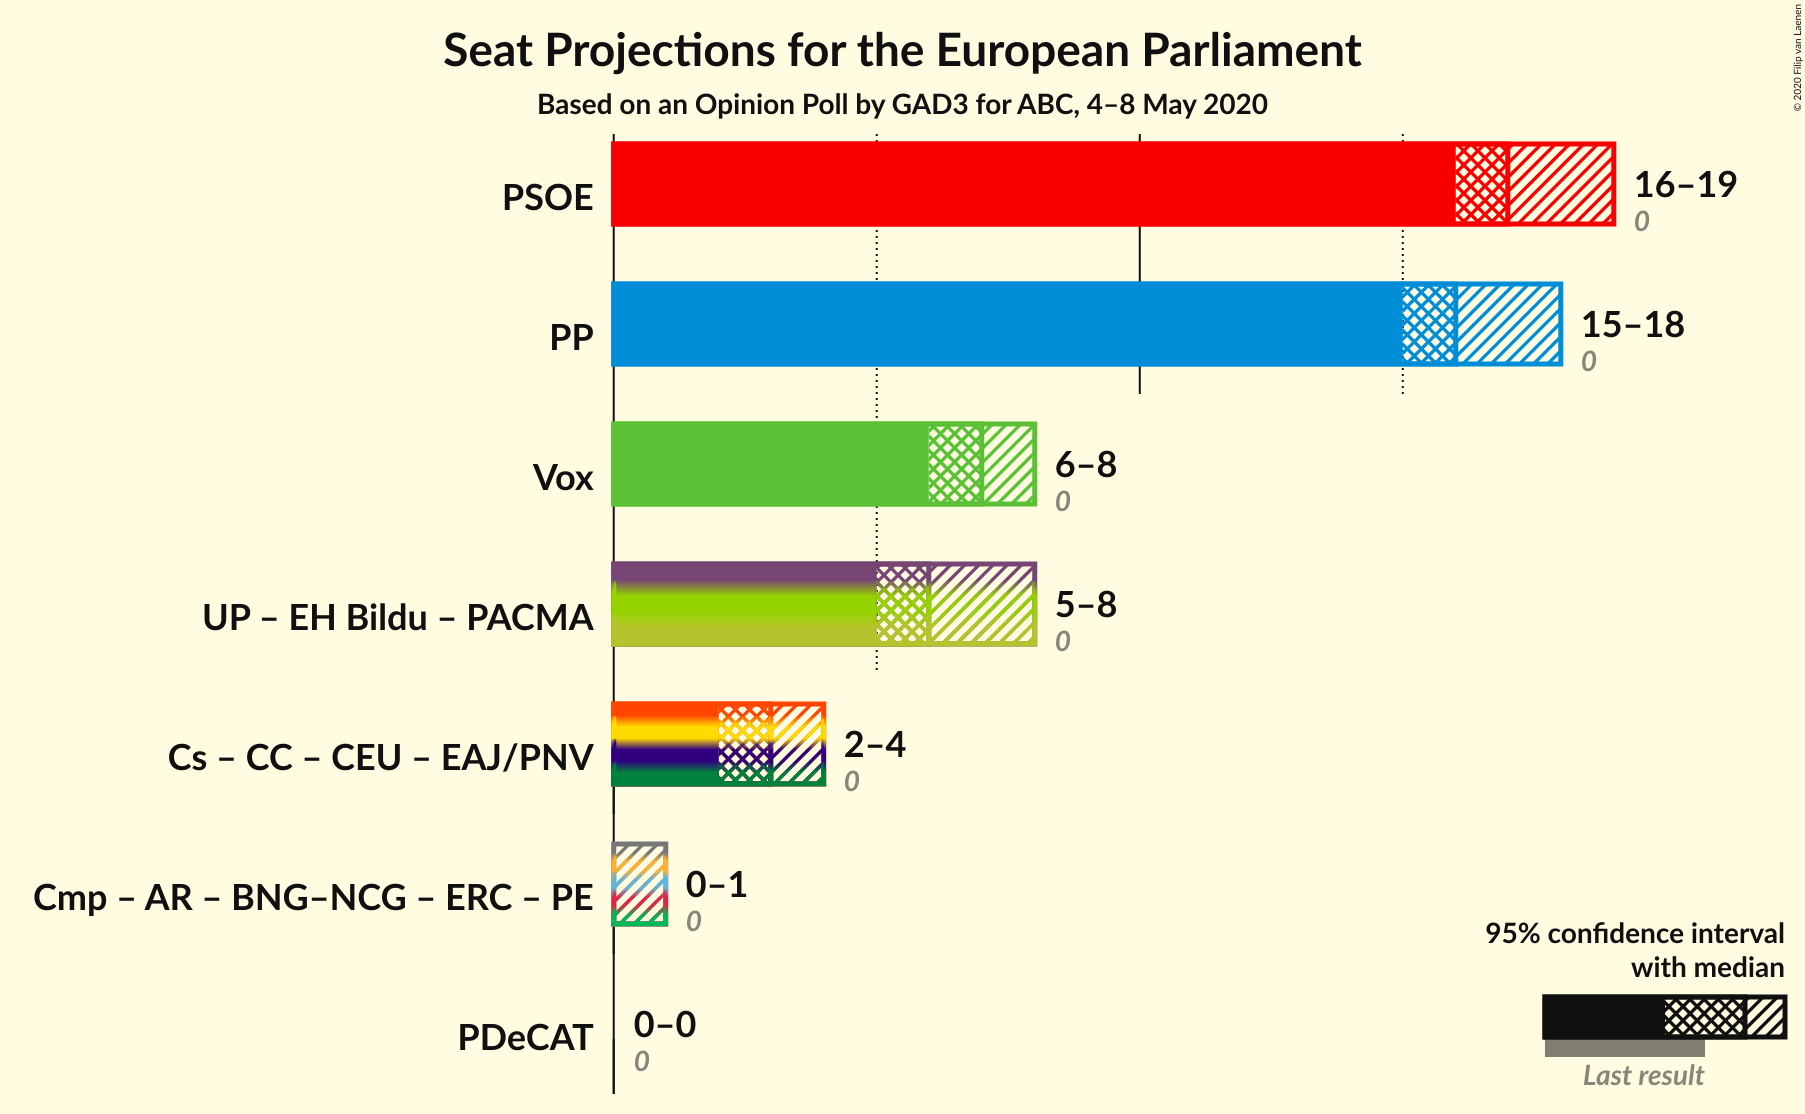 Seat Projections for the European Parliament
Based on an Opinion Poll by GAD3 for ABC, 4–8 May 2020
© 2020 Filip van Laenen
PSOE
16–19
0
PP
15–18
0
Vox
6–8
0
UP – EH Bildu – PACMA
5–8
0
Cs – CC – CEU – EAJ/PNV
2–4
0
Cmp – AR – BNG–NCG – ERC – PE
0–1
0
PDeCAT
0–0
0
95% confidence interval
with median
Last result